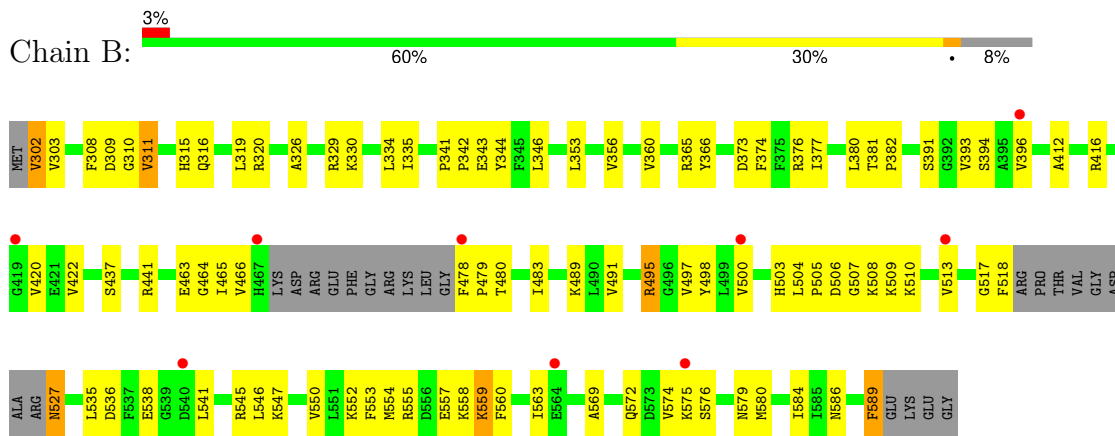 3%
Chain B:
60% 30% • 8%
MET V302 V303 F308 D309 G310 V311 H315 Q316 L319 R320 A326 R329 K330 L334 I335 P341 P342 E343 Y344 F345 L346 L353 V356 V360 R365 Y366 D373 F374 F375 R376 I377 L380 T381 P382 S391 G392 V393 S394 A395 V396 A412 R416
G419 V420 E421 V422 S437 R441 E463 G464 I465 V466 H467 LYS ASP ARG GLU PHE GLY ARG LYS LEU GLY F478 P479 T480 I483 K489 L490 V491 R495 G496 V497 Y498 L499 V500 H503 L504 P505 D506 G507 K508 K509 K510 V513 G517 F518 ARG PRO THR VAL GLY ASP
ALA ARG N527 L535 D536 F537 E538 G539 D540 L541 R545 L546 K547 V550 L551 K552 F553 M554 R555 D556 E557 K558 K559 F560 I563 E564 A569 Q572 D573 V574 K575 S576 N579 M580 I584 I585 N586 F589 GLU LYS GLU GLY